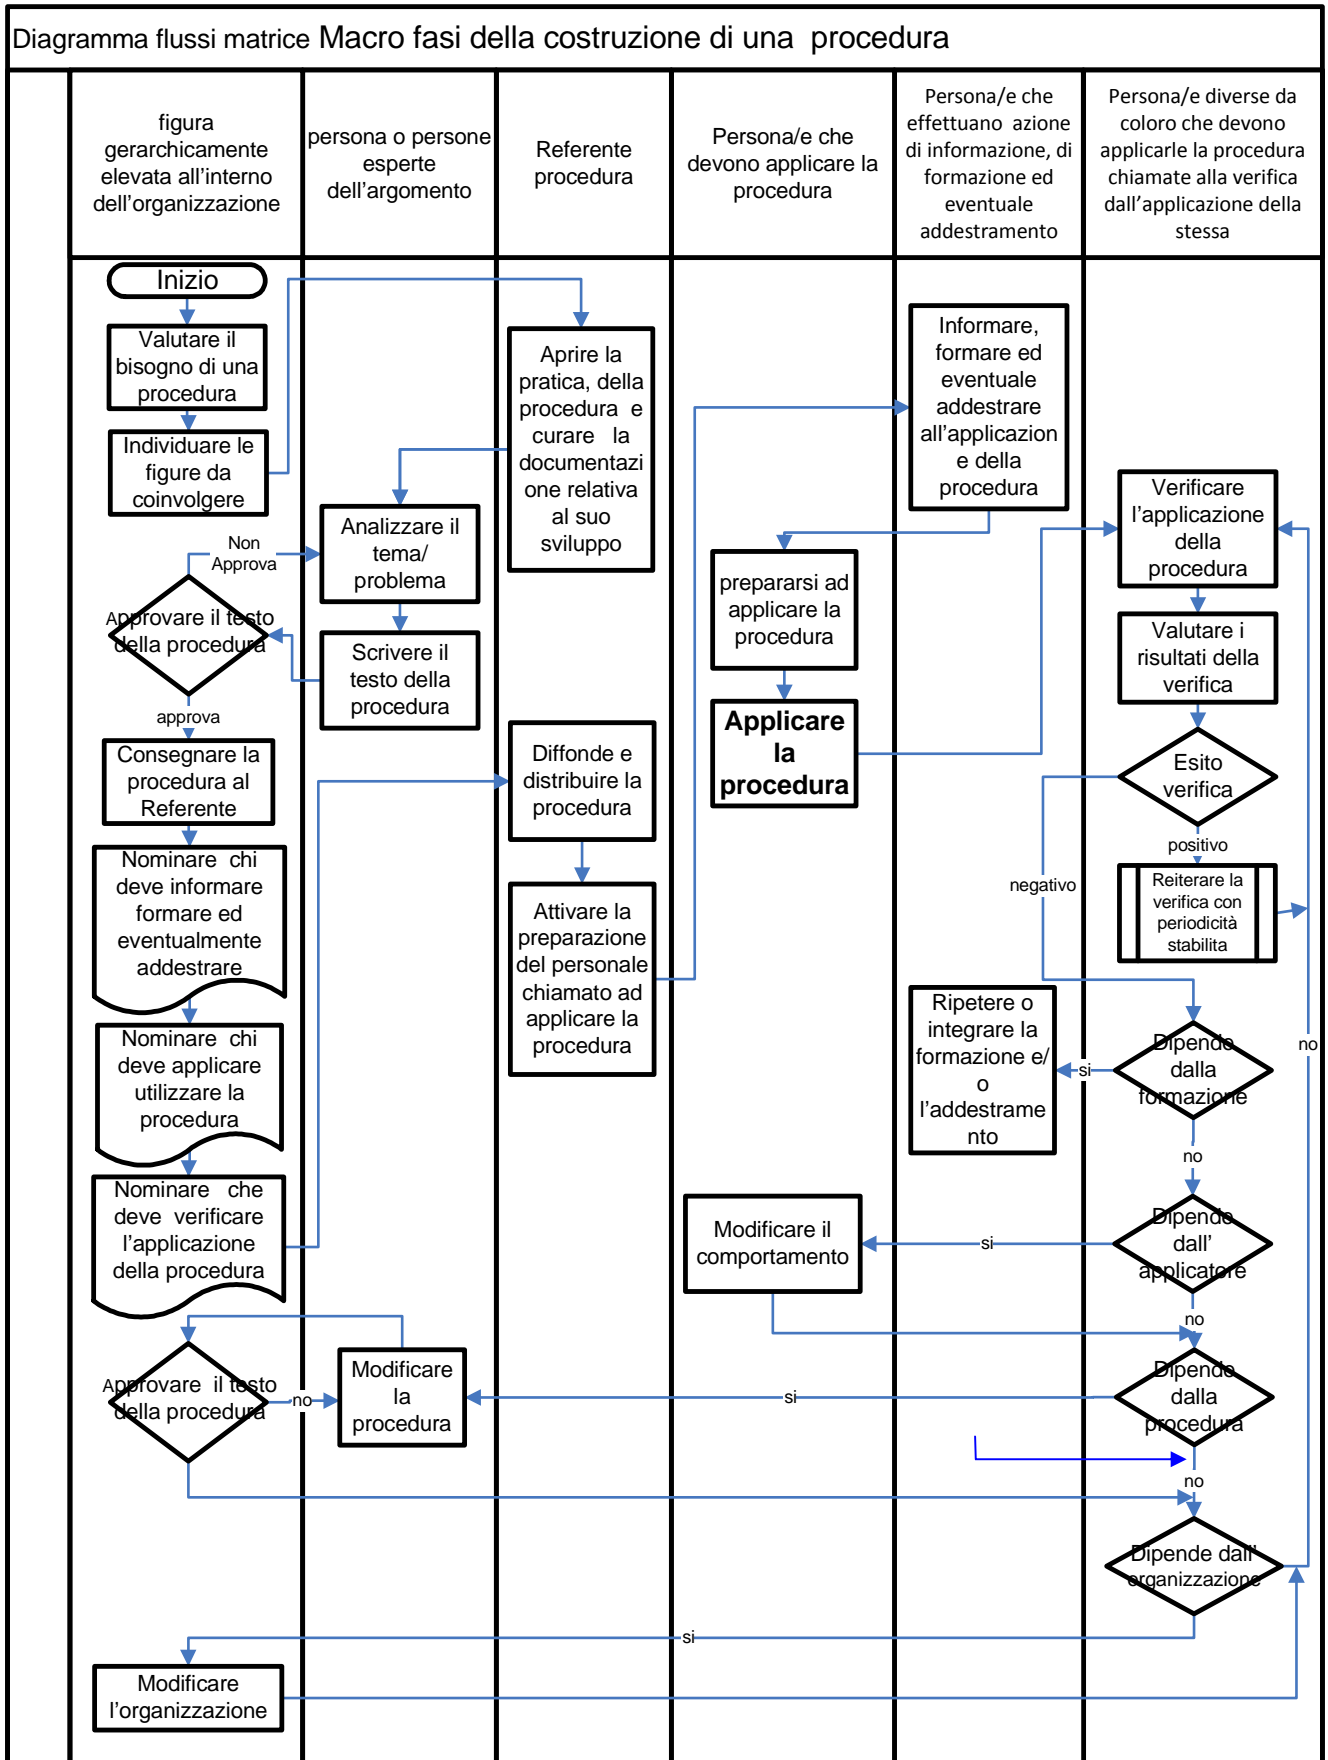 Diagramma flussi matrice Macro fasi della costruzione di una procedura
figura
gerarchicamente
elevata all'interno
dell'organizzazione
persona o persone
esperte
dell'argomento
Referente
procedura
Persona/e che
devono applicare la
procedura
Persona/e che
effettuano azione
di informazione, di
formazione ed
eventuale
addestramento
Persona/e diverse da
coloro che devono
applicarle la procedura
chiamate alla verifica
dall'applicazione della
stessa
Inizio
Valutare il
bisogno di una
procedura
Individuare le
figure da
coinvolgere
Aprire la
pratica, della
procedura e
curare la
documentazi
one relativa
al suo
sviluppo
Informare,
formare ed
eventuale
addestrare
all'applicazion
e della
procedura
Analizzare il
tema/
problema
Non
Approva
Approvare il testo
della procedura
Scrivere il
testo della
procedura
approva
prepararsi ad
applicare la
procedura
Applicare
la
procedura
Verificare
l'applicazione
della
procedura
Valutare i
risultati della
verifica
Esito
verifica
positivo
negativo
Reiterare la
verifica con
periodicità
stabilita
Consegnare la
procedura al
Referente
Diffonde e
distribuire la
procedura
Nominare chi
deve informare
formare ed
eventualmente
addestrare
Attivare la
preparazione
del personale
chiamato ad
applicare la
procedura
Nominare chi
deve applicare
utilizzare la
procedura
Ripetere o
integrare la
formazione e/
o
l'addestrame
nto
si
Dipendo
dalla
formazione
no
no
Nominare che
deve verificare
l'applicazione
della procedura
Modificare il
comportamento
si
Dipendo
dall'
applicatore
no
Approvare il testo
della procedura
no
Modificare
la
procedura
si
Dipendo
dalla
procedura
no
Dipende dall'
organizzazione
si
Modificare
l'organizzazione